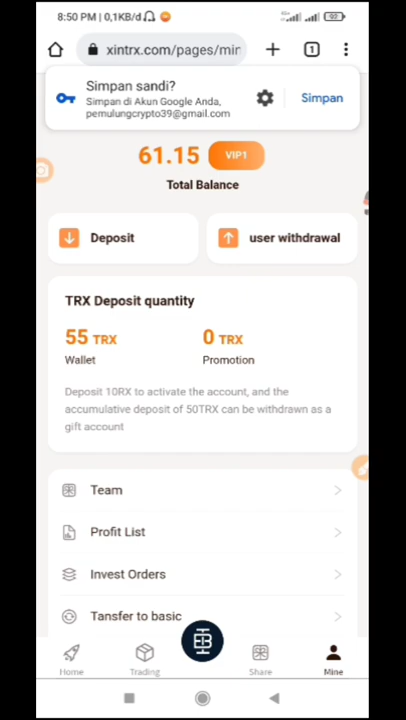 8:50 PM | 0,1KB/d
xintrx.com/pages/min
1
Simpan sandi?
Simpan di Akun Google Anda,
pemulungcrypto39@gmail.com
Simpan
61.15
VIP1
Total Balance
Deposit
user withdrawal
TRX Deposit quantity
55 TRX
0 TRX
Wallet
Promotion
Deposit 10RX to activate the account, and the
accumulative deposit of 50TRX can be withdrawn as a
gift account
Team
Profit List
Invest Orders
Tansfer to basic
Home
Trading
Share
Mine